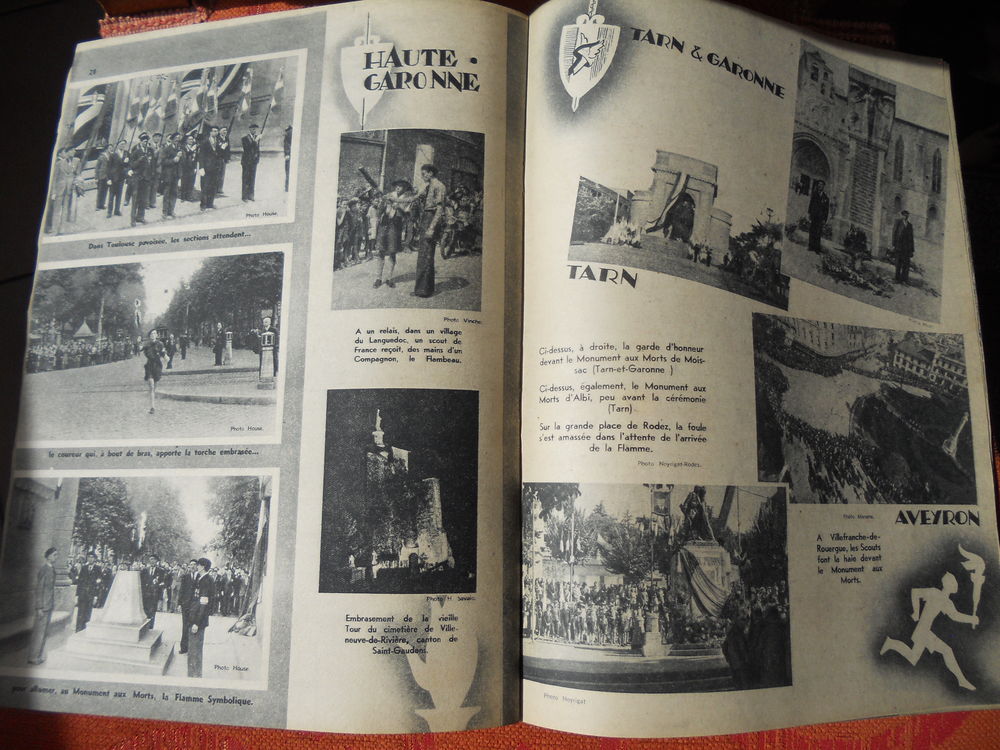 28
HAUTE-
GARONNE
Photo House.
Dans Toulouse pavoisée, les sections attendent...
Photo House.
le coureur qui, à bout de bras, apporte la torche embrasée...
Photo House
pour allumer, au Monument aux Morts, la Flamme Symbolique.
Photo Vinche.
A un relais, dans un village
du Languedoc, un scout de
France reçoit, des mains d'un
Compagnon, le Flambeau.
Photo H
Embrasement de la vieille
Tour du cimetière de Ville-
neuve-de-Rivière, canton de
Saint-Gaudens.
TARN & GARONNE
TARN
Ci-dessus, à droite, la garde d'honneur
devant le Monument aux Morts de Mois-
sac (Tarn-et-Garonne )
Ci-dessus, également, le Monument aux
Morts d'Albi, peu avant la cérémonie
(Tarn)
Sur la grande place de Rodez, la foule
s'est amassée dans l'attente de l'arrivée
de la Flamme.
Photo Noyrigat-Rodez.
Photo
AVEYRON
A Villefranche-de-
Rouergue, les Scouts
font la haie devant
le Monument aux
Morts.
Photo Noyrigat